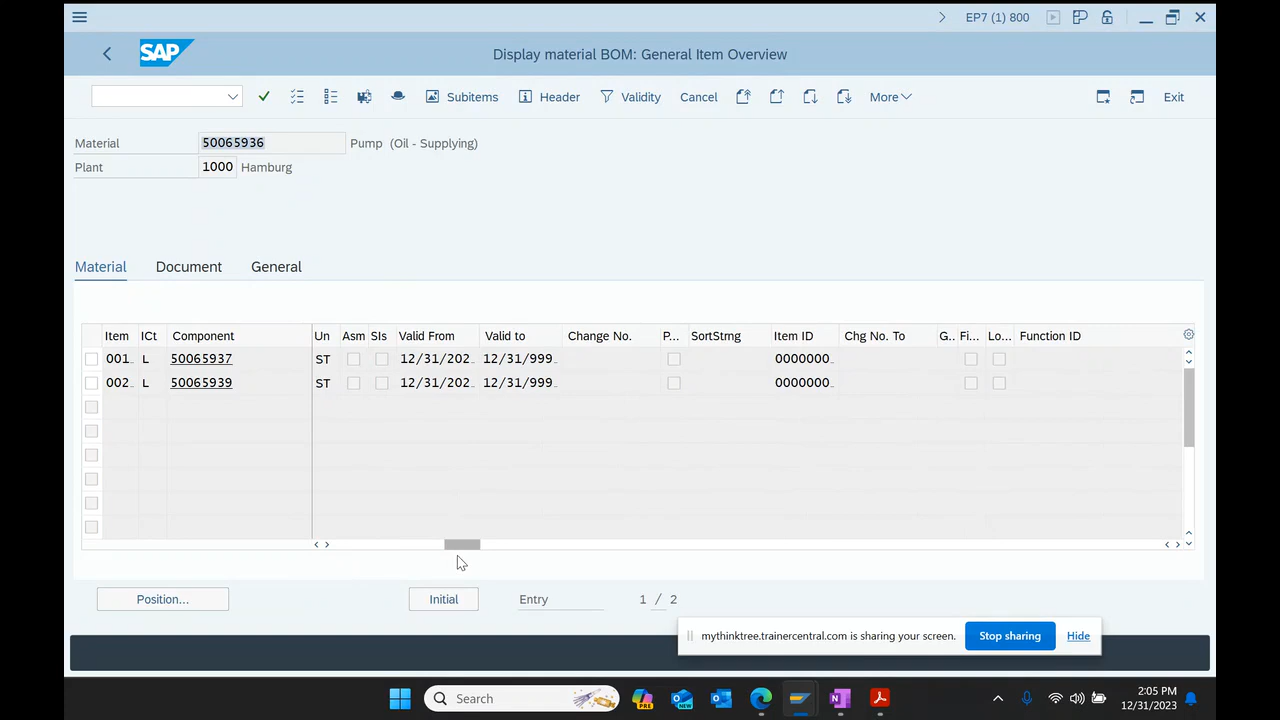 EP7 (1) 800
SAP Display material BOM: General Item Overview
Subitems Header Validity Cancel More Exit
Material 50065936 Pump (Oil - Supplying)
Plant 1000 Hamburg
Material Document General
Item ICt Component Un Asm SIs Valid From Valid to Change No. P... SortStrng Item ID Chg No. To G.. Fi... Lo... Function ID
001.. L 50065937 ST 12/31/202.. 12/31/999.. 0000000..
002.. L 50065939 ST 12/31/202.. 12/31/999.. 0000000..
Position... Initial Entry 1 / 2
mythinktree.trainercentral.com is sharing your screen. Stop sharing Hide
Search PRE NEW 2:05 PM
12/31/2023